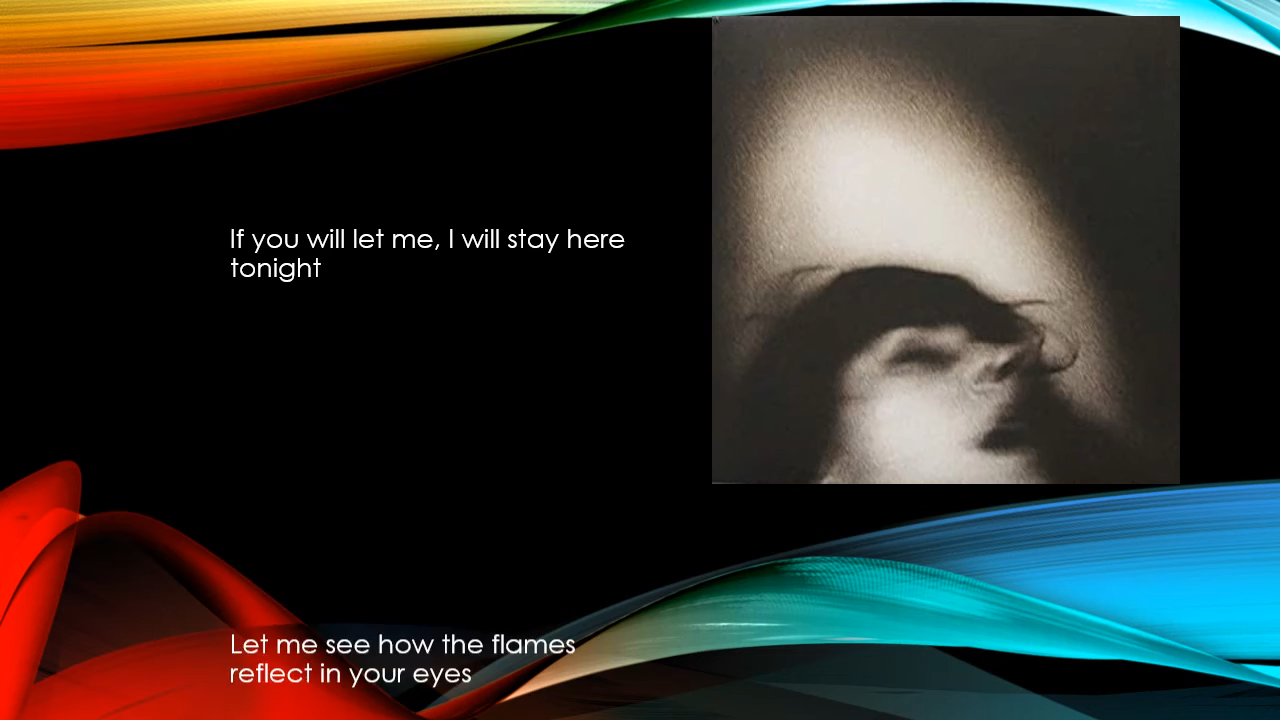 If you will let me, I will stay here
tonight
Let me see how the flames
reflect in your eyes